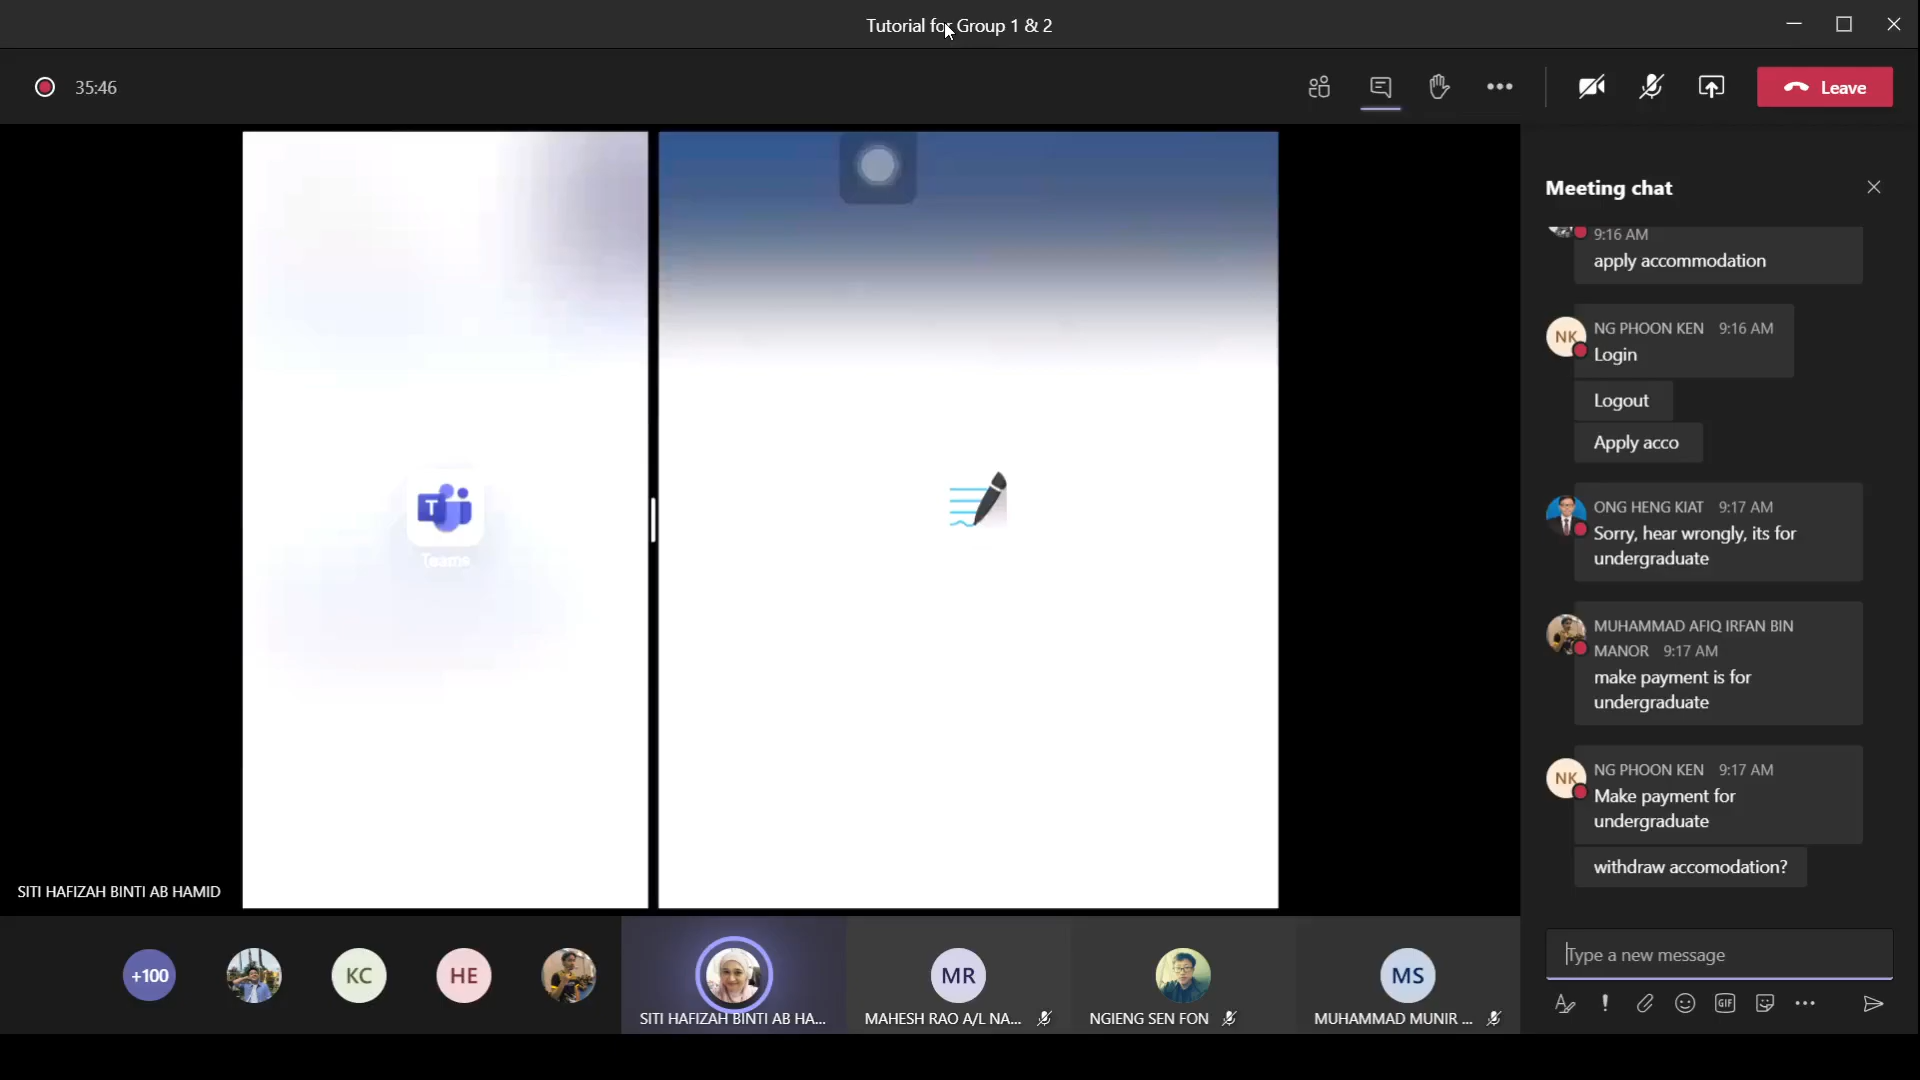 Tutorial for Group 1 & 2
35:46
Leave
Teams
SITI HAFIZAH BINTI AB HAMID
+100
KC
HE
SITI HAFIZAH BINTI AB HA...
MR
MAHESH RAO A/L NA...
NGIENG SEN FON
MS
MUHAMMAD MUNIR ...
Meeting chat
9:16 AM
apply accommodation
NK
NG PHOON KEN 9:16 AM
Login
Logout
Apply acco
ONG HENG KIAT 9:17 AM
Sorry, hear wrongly, its for
undergraduate
MUHAMMAD AFIQ IRFAN BIN
MANOR 9:17 AM
make payment is for
undergraduate
NK
NG PHOON KEN 9:17 AM
Make payment for
undergraduate
withdraw accomodation?
Type a new message
GIF